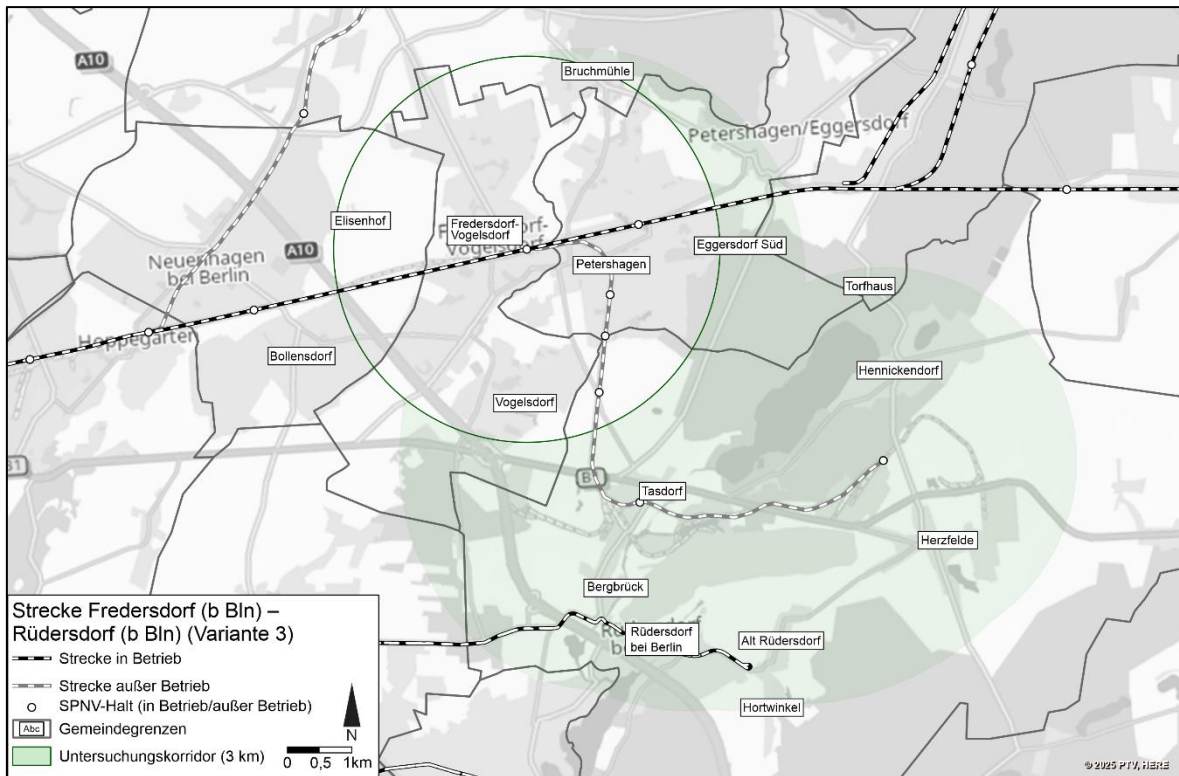 A10
Bruchmühle
Petershagen/Eggersdorf
Elisenhof
Fredersdorf-
Vogelsdorf
Fredersdorf-
Vogelsdorf
Neuenhagen
bei Berlin
A10
Eggersdorf Süd
Petershagen
Torfhaus
Hoppegarten
Bollensdorf
Hennickendorf
Vogelsdorf
B1
Tasdorf
Herzfelde
Bergbrück
Rüdersdorf
bei Berlin
Alt Rüdersdorf
Hortwinkel
Strecke Fredersdorf (b Bln) –
Rüdersdorf (b Bln) (Variante 3)
Strecke in Betrieb
Strecke außer Betrieb
SPNV-Halt (in Betrieb/außer Betrieb)
Abc
Gemeindegrenzen
Untersuchungskorridor (3 km)
N
0 0,5 1km
© 2025 PTV, HERE